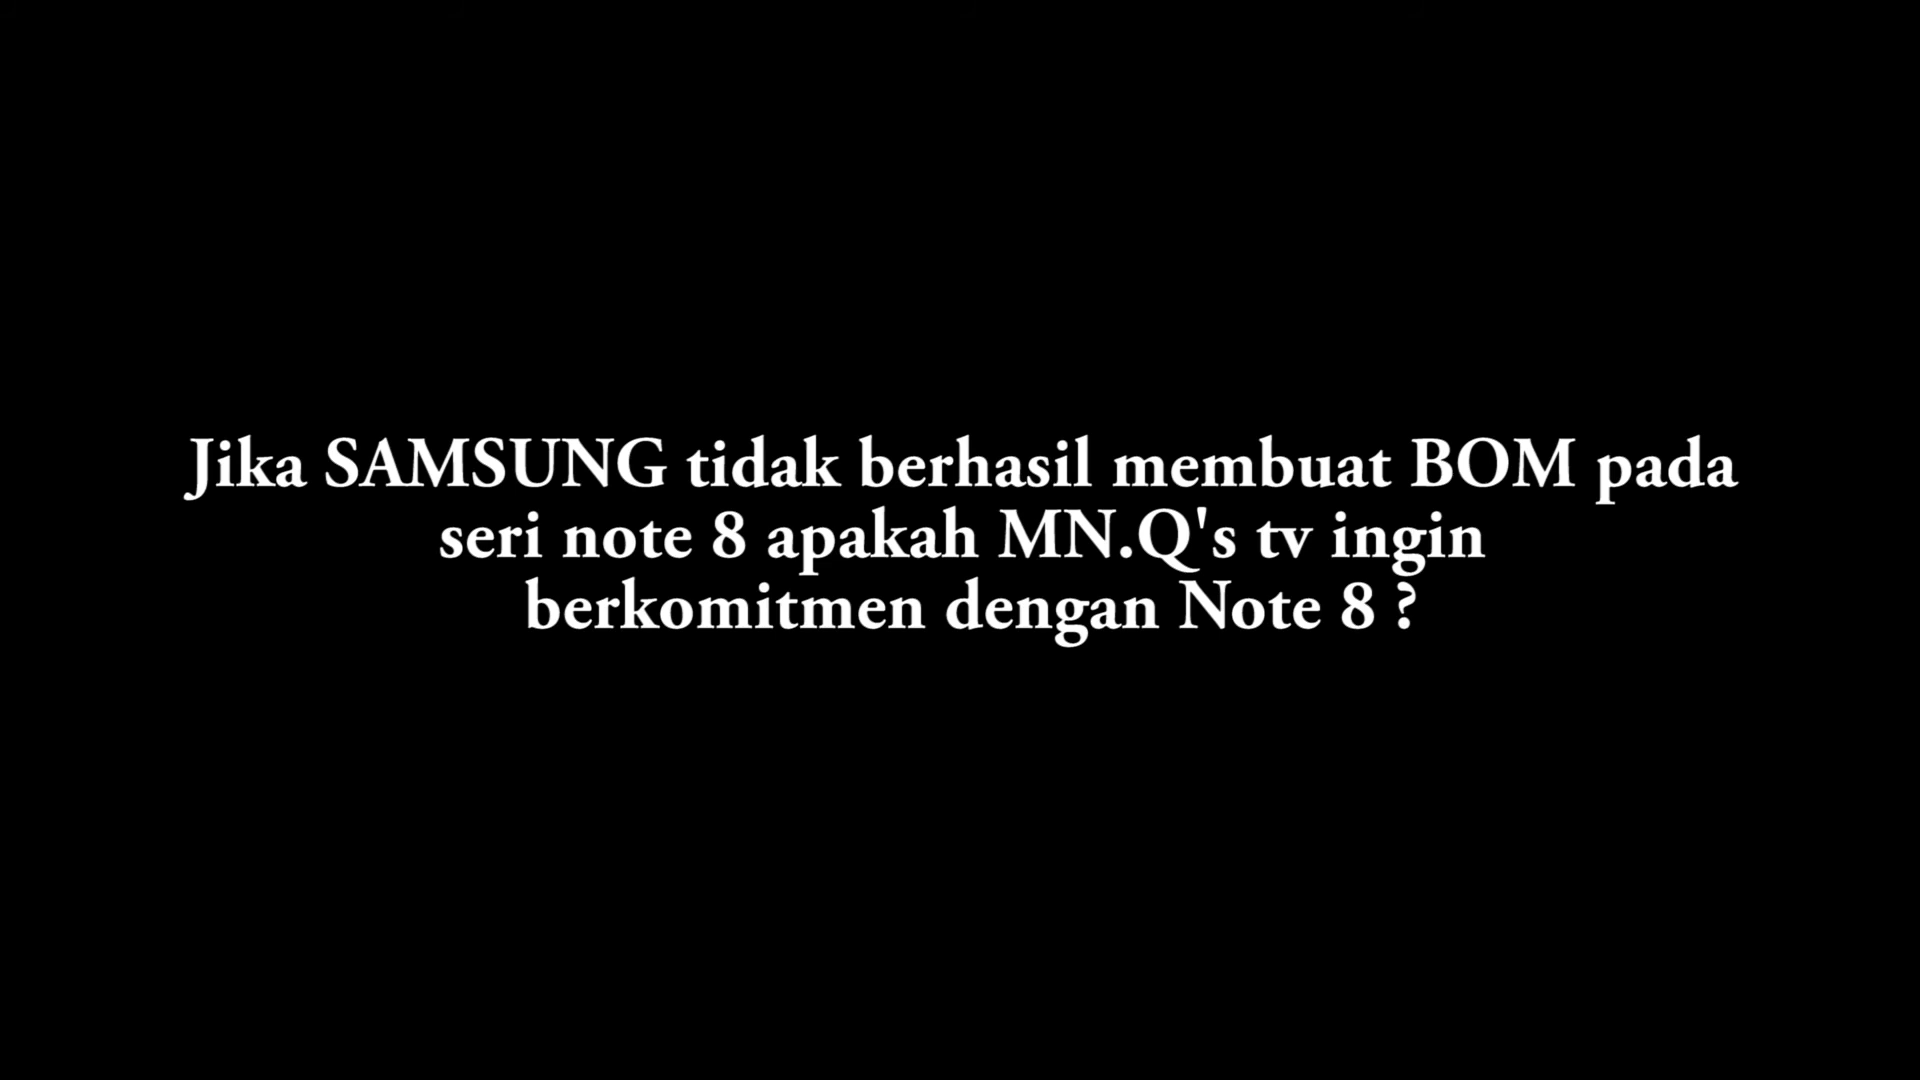 Jika SAMSUNG tidak berhasil membuat BOM pada
seri note 8 apakah MN.Q's tv ingin
berkomitmen dengan Note 8 ?